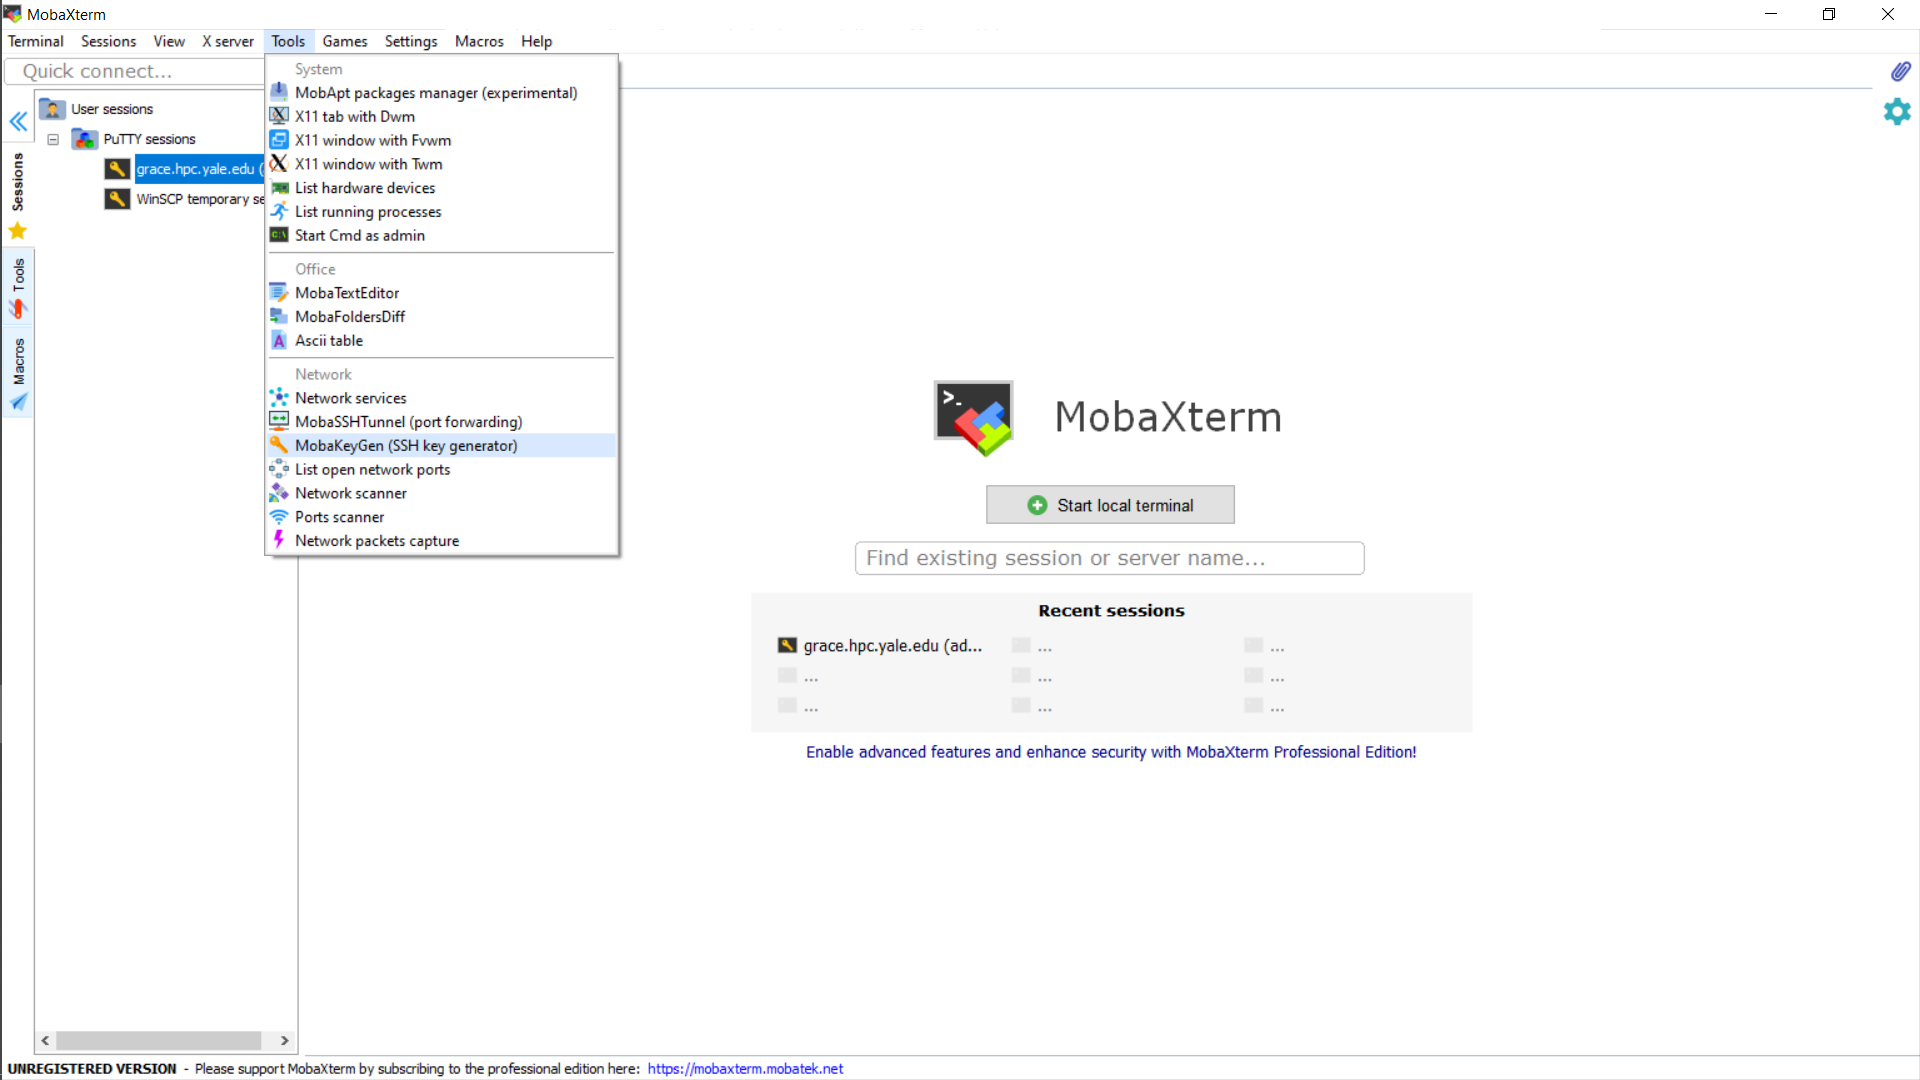 MobaXterm
Terminal Sessions View X server Tools Games Settings Macros Help
Quick connect...
User sessions
PuTTY sessions
grace.hpc.yale.edu (
WinSCP temporary se
Sessions
Tools
Macros
System
MobApt packages manager (experimental)
X11 tab with Dwm
X11 window with Fvwm
X11 window with Twm
List hardware devices
List running processes
Start Cmd as admin
Office
MobaTextEditor
MobaFoldersDiff
Ascii table
Network
Network services
MobaSSHTunnel (port forwarding)
MobaKeyGen (SSH key generator)
List open network ports
Network scanner
Ports scanner
Network packets capture
MobaXterm
Start local terminal
Find existing session or server name...
Recent sessions
grace.hpc.yale.edu (ad... ... ...
... ... ...
... ... ...
Enable advanced features and enhance security with MobaXterm Professional Edition!
UNREGISTERED VERSION - Please support MobaXterm by subscribing to the professional edition here: https://mobaxterm.mobatek.net